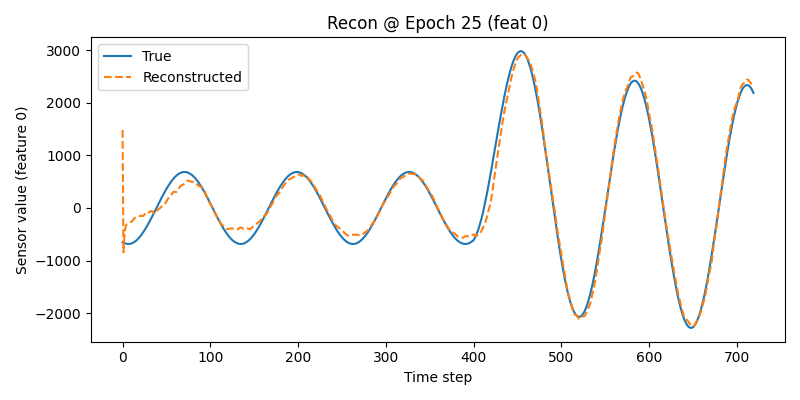 Recon @ Epoch 25 (feat 0)
True
Reconstructed
Sensor value (feature 0)
3000
2000
1000
0
−1000
−2000
0 100 200 300 400 500 600 700
Time step